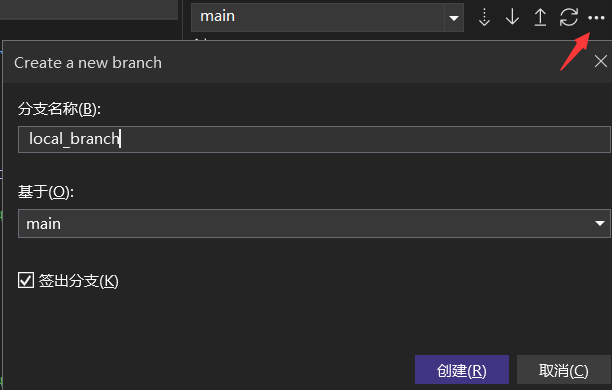 main
Create a new branch
分支名称(B):
local_branch
基于(O):
main
签出分支(K)
创建(R)
取消(C)